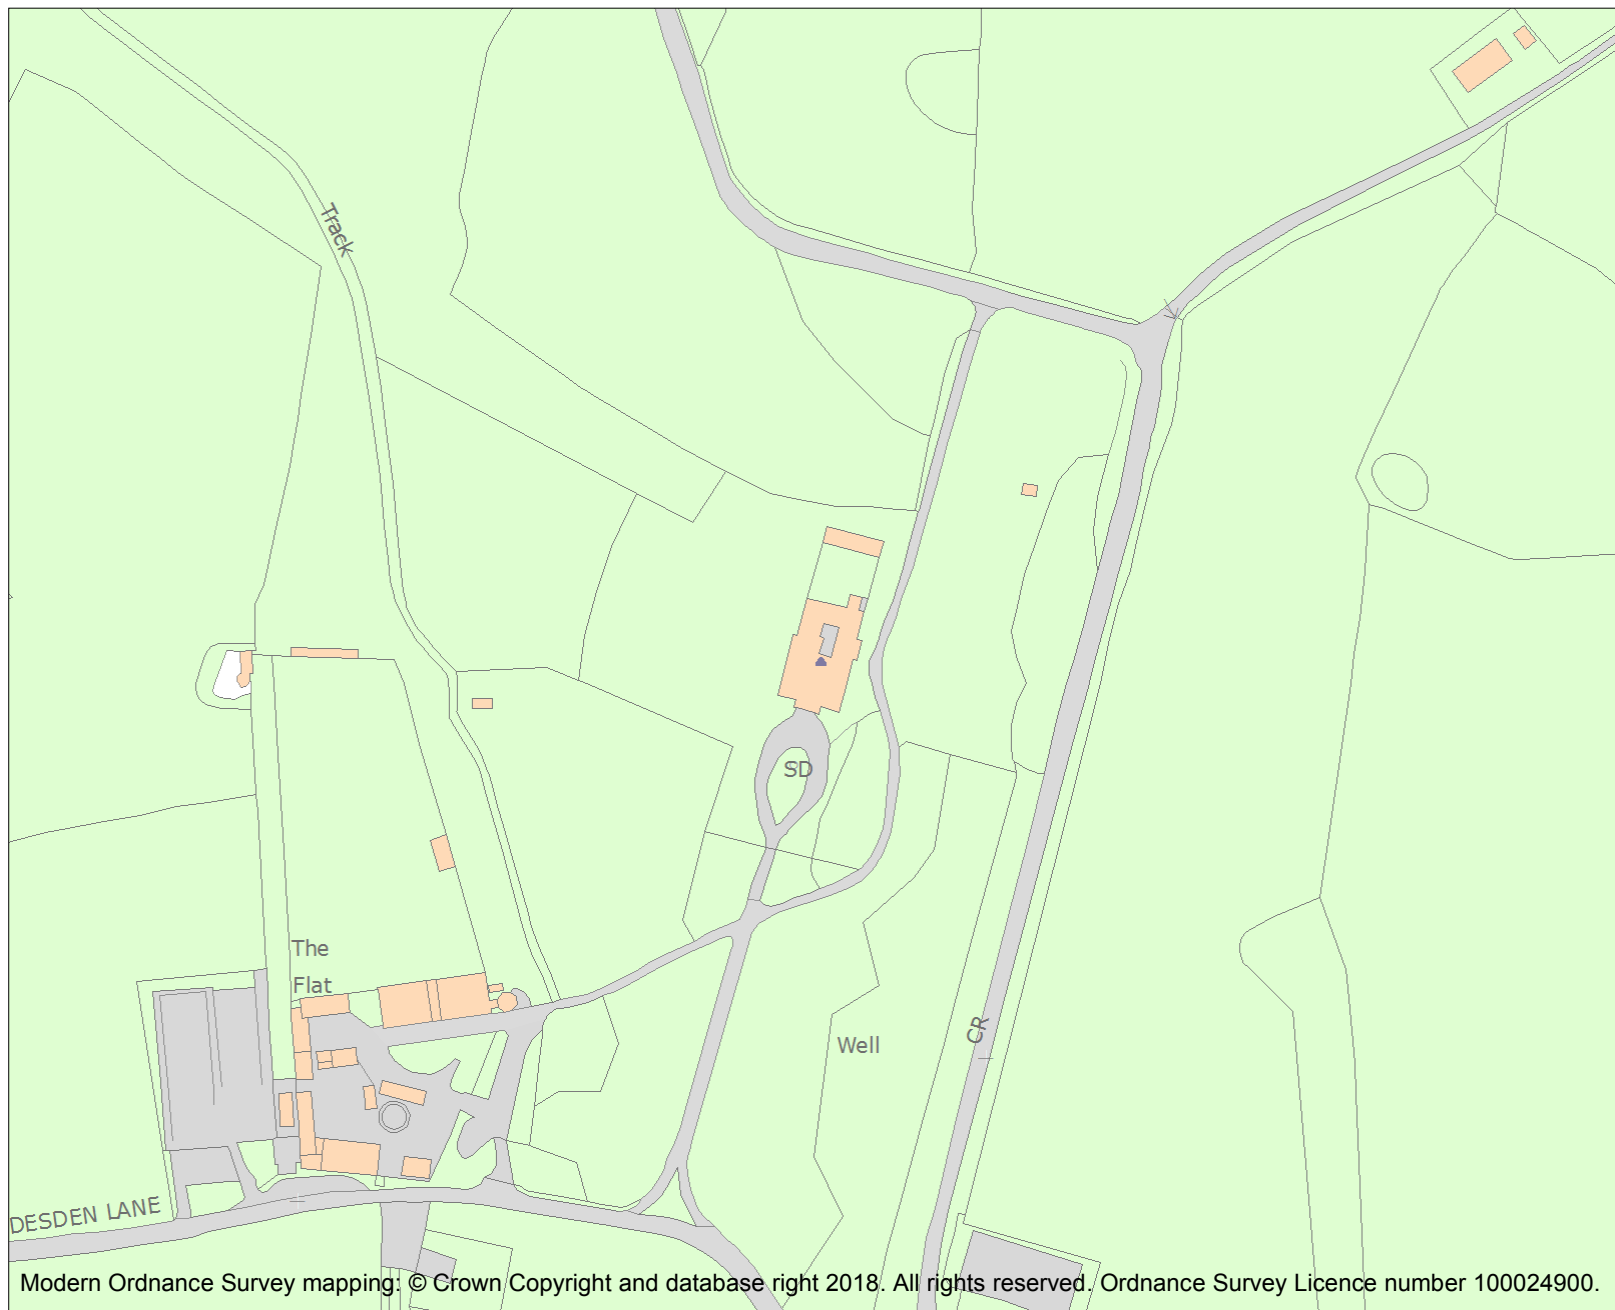 Track
SD
The
Flat
CR
Well
DESDEN LANE
Modern Ordnance Survey mapping: © Crown Copyright and database right 2018. All rights reserved. Ordnance Survey Licence number 100024900.